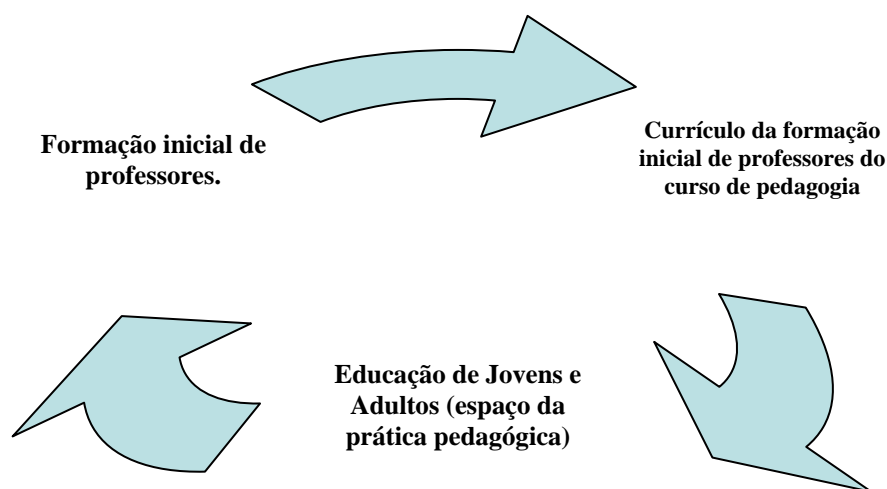 Formação inicial de
professores.
Currículo da formação
inicial de professores do
curso de pedagogia
Educação de Jovens e
Adultos (espaço da
prática pedagógica)